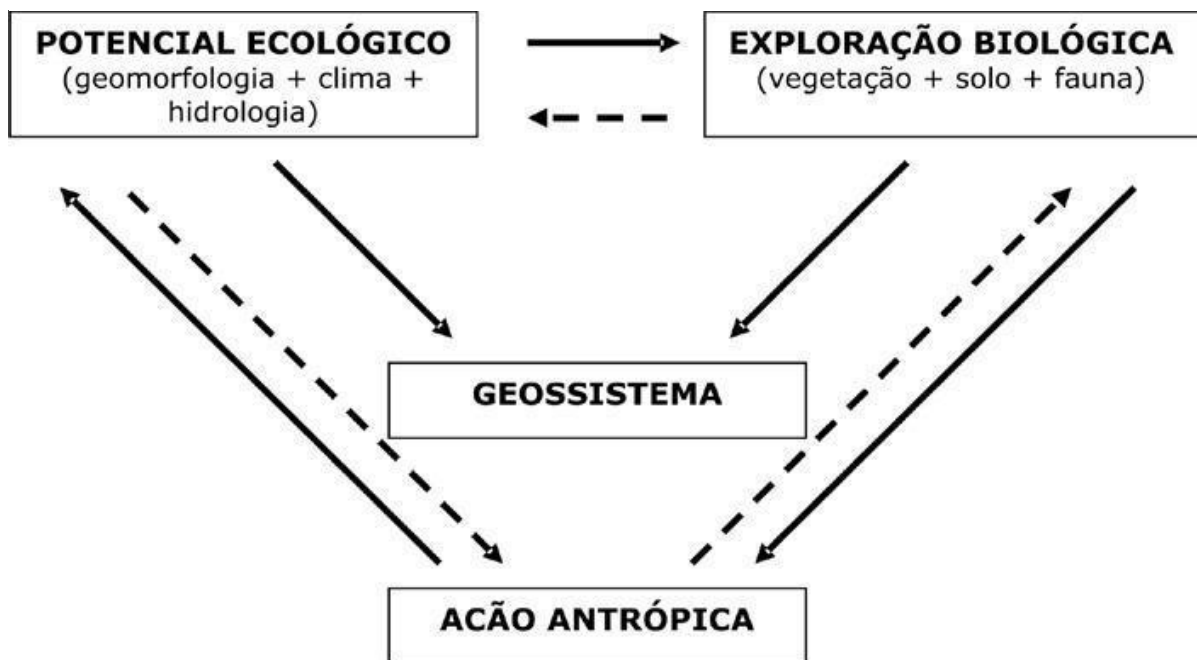 POTENCIAL ECOLÓGICO
(geomorfologia + clima +
hidrologia)
EXPLORAÇÃO BIOLÓGICA
(vegetação + solo + fauna)
GEOSSISTEMA
ACÃO ANTRÓPICA